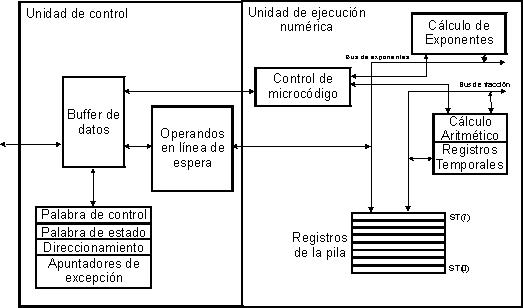 Unidad de control
Unidad de ejecución
numérica
Cálculo de
Exponentes
Bus de exponentes
Control de
microcódigo
Bus de fracción
Buffer de
datos
Operandos
en línea de
espera
Cálculo
Aritmético
Registros
Temporales
Palabra de control
Palabra de estado
Direccionamiento
Apuntadores de
excepción
Registros
de la pila
ST(7)
ST(0)